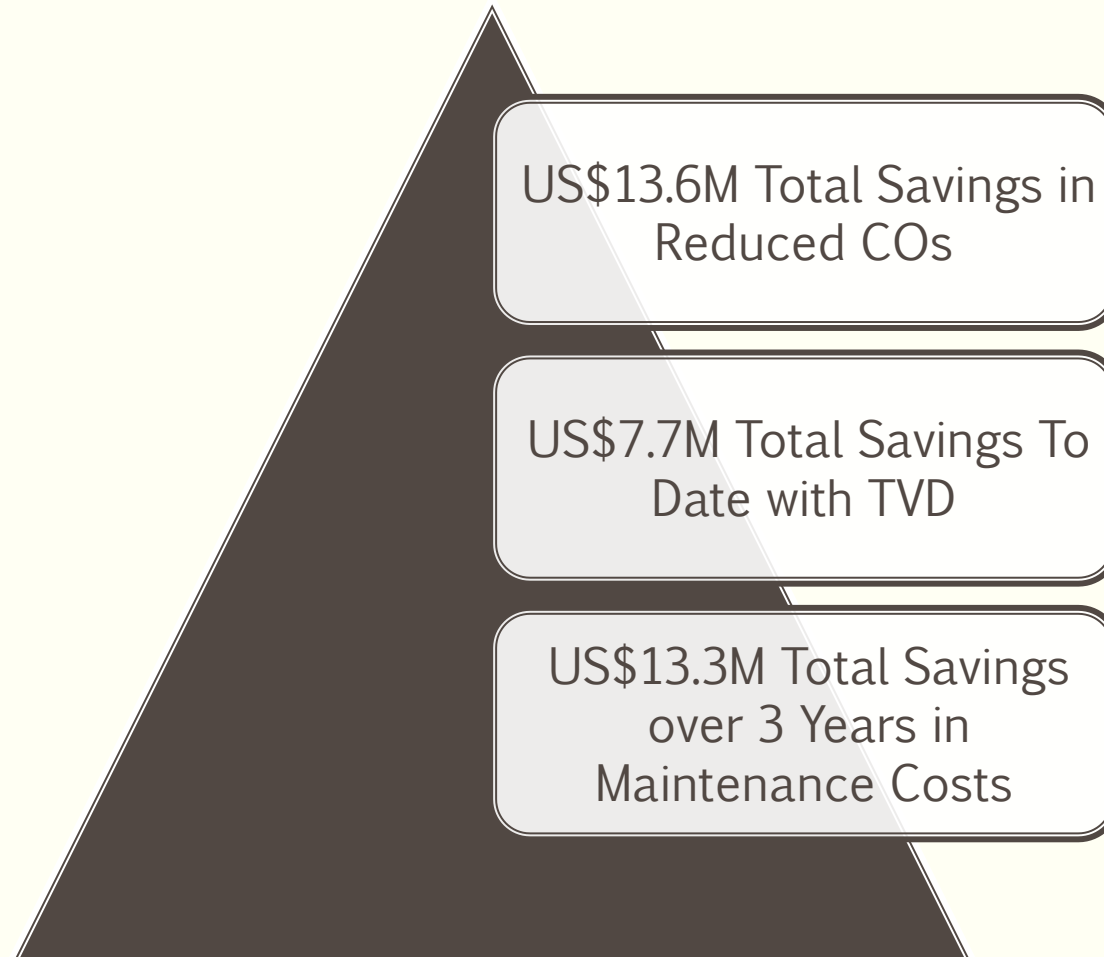 US$13.6M Total Savings in
Reduced COs
US$7.7M Total Savings To
Date with TVD
US$13.3M Total Savings
over 3 Years in
Maintenance Costs